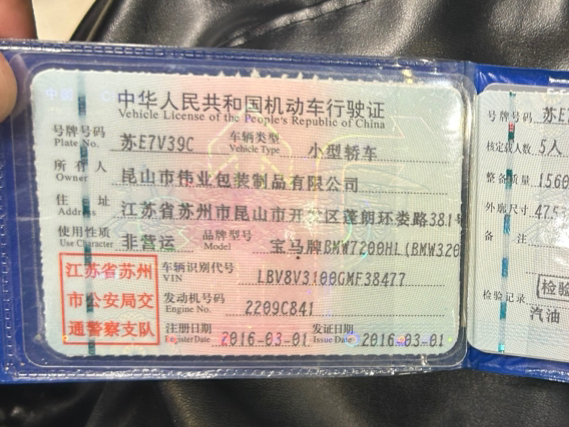 中华人民共和国机动车行驶证
Vehicle License of the People's Republic of China
号牌号码 Plate No. 苏E7V39C 车辆类型 Vehicle Type 小型轿车
所有人 Owner 昆山市伟业包装制品有限公司
住址 Address 江苏省苏州市昆山市开发区蓬朗环娄路381号
使用性质 Use Character 非营运 品牌型号 Model 宝马牌BMW7200HL(BMW320
江苏省苏州
市公安局交
通警察支队
车辆识别代号 VIN LBV8V3100GMF38477
发动机号码 Engine No. 2209C841
注册日期 Register Date 2016-03-01 发证日期 Issue Date 2016-03-01
号牌号码 苏E7
核定载人数 5人
整备质量 1560
外廓尺寸 4753
备注
检验记录
检验
汽油